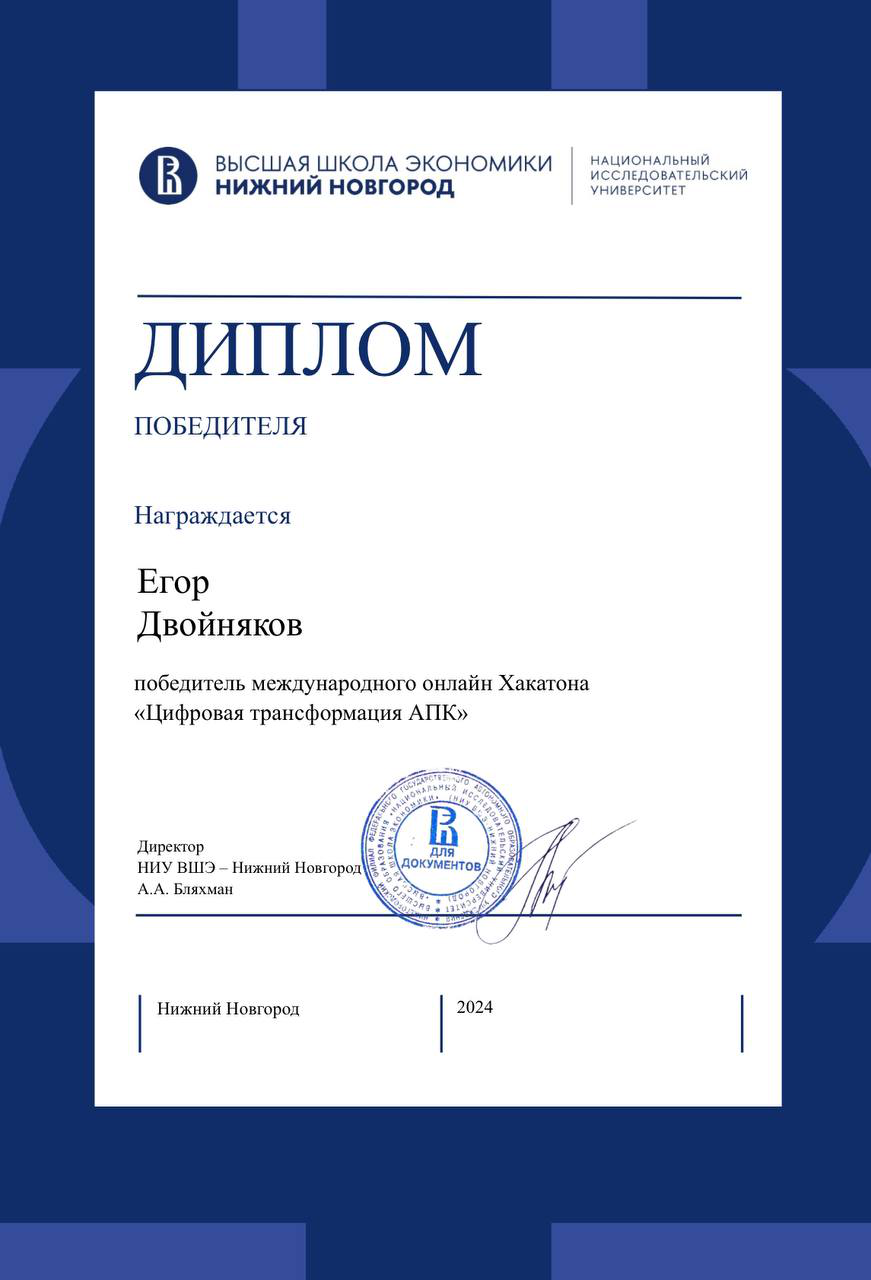 ВЫСШАЯ ШКОЛА ЭКОНОМИКИ
НИЖНИЙ НОВГОРОД
НАЦИОНАЛЬНЫЙ
ИССЛЕДОВАТЕЛЬСКИЙ
УНИВЕРСИТЕТ
ДИПЛОМ
ПОБЕДИТЕЛЯ
Награждается
Егор
Двойняков
победитель международного онлайн Хакатона
«Цифровая трансформация АПК»
Директор
НИУ ВШЭ – Нижний Новгород
А.А. Бляхман
ДЛЯ
ДОКУМЕНТОВ
Нижний Новгород
2024